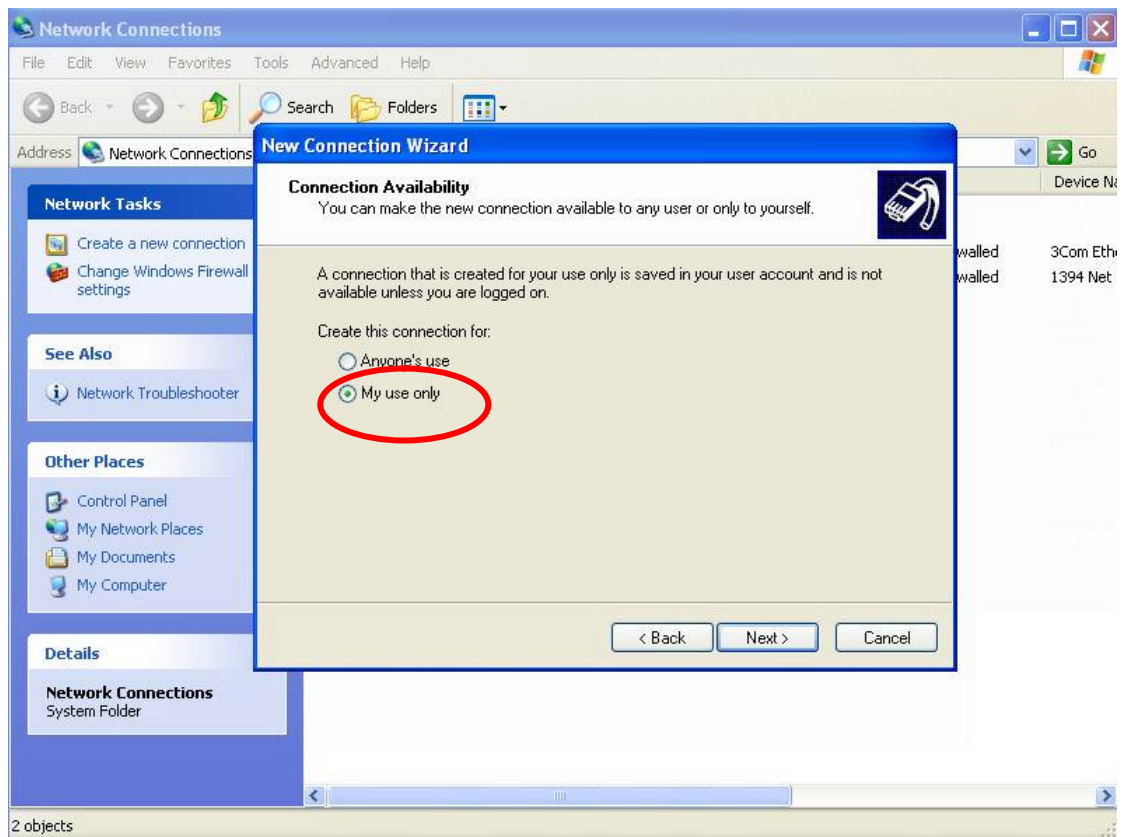 Network Connections
File Edit View Favorites Tools Advanced Help
Back Search Folders
Address Network Connections Go
Device Na
Network Tasks
Create a new connection
Change Windows Firewall
settings
See Also
Network Troubleshooter
Other Places
Control Panel
My Network Places
My Documents
My Computer
Details
Network Connections
System Folder
New Connection Wizard
Connection Availability
You can make the new connection available to any user or only to yourself.
A connection that is created for your use only is saved in your user account and is not
available unless you are logged on.
Create this connection for:
Anyone's use
My use only
< Back Next > Cancel
walled 3Com Ethe
walled 1394 Net
2 objects